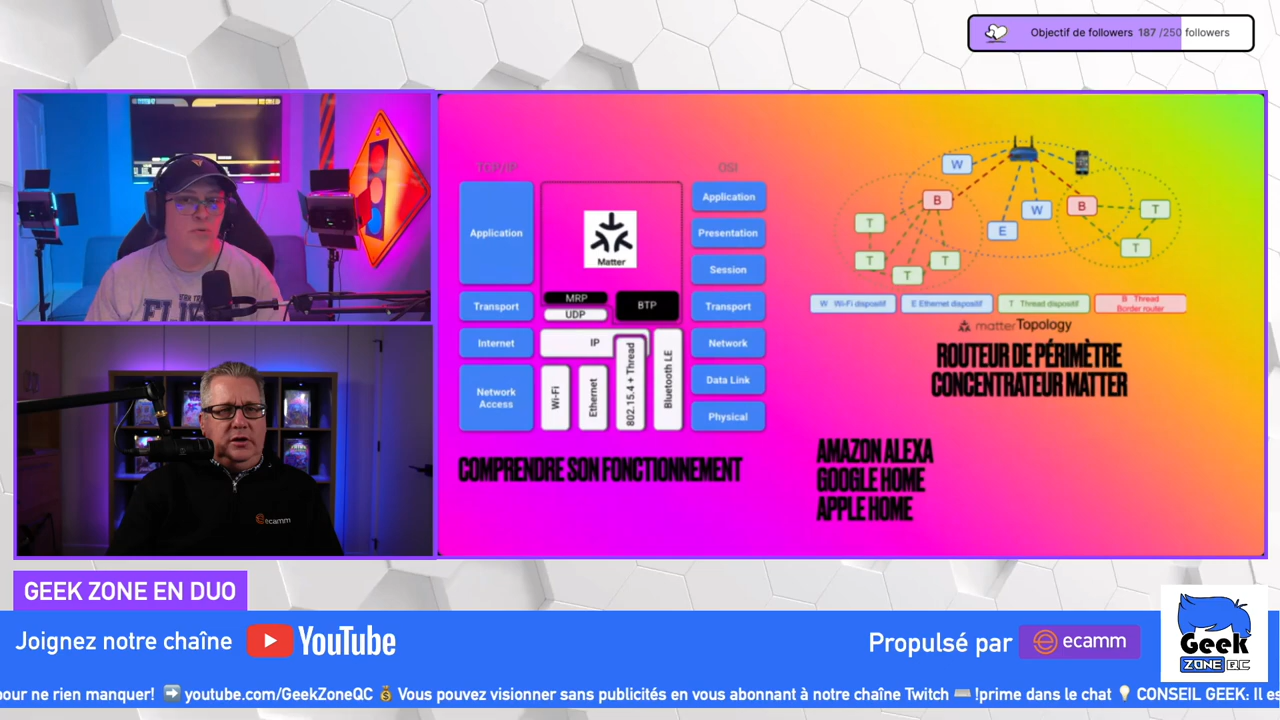 Objectif de followers 187 /250 followers
TCP/IP
OSI
Application
Transport
Internet
Network
Access
Matter
MRP
UDP
BTP
IP
Wi-Fi
Ethernet
802.15.4 + Thread
Bluetooth LE
Application
Presentation
Session
Transport
Network
Data Link
Physical
COMPRENDRE SON FONCTIONNEMENT
W
B
W
E
B
T
T
T
T
T
T
W Wi-Fi dispositif
E Ethernet dispositif
T Thread dispositif
B Thread
Border router
matter Topology
ROUTEUR DE PÉRIMÈTRE
CONCENTRATEUR MATTER
AMAZON ALEXA
GOOGLE HOME
APPLE HOME
ecamm
GEEK ZONE EN DUO
Joignez notre chaîne YouTube
Propulsé par ecamm
Geek
ZONE QC
pour ne rien manquer! ➡️ youtube.com/GeekZoneQC 💰 Vous pouvez visionner sans publicités en vous abonnant à notre chaîne Twitch ⌨️ !prime dans le chat 💡 CONSEIL GEEK: Il es